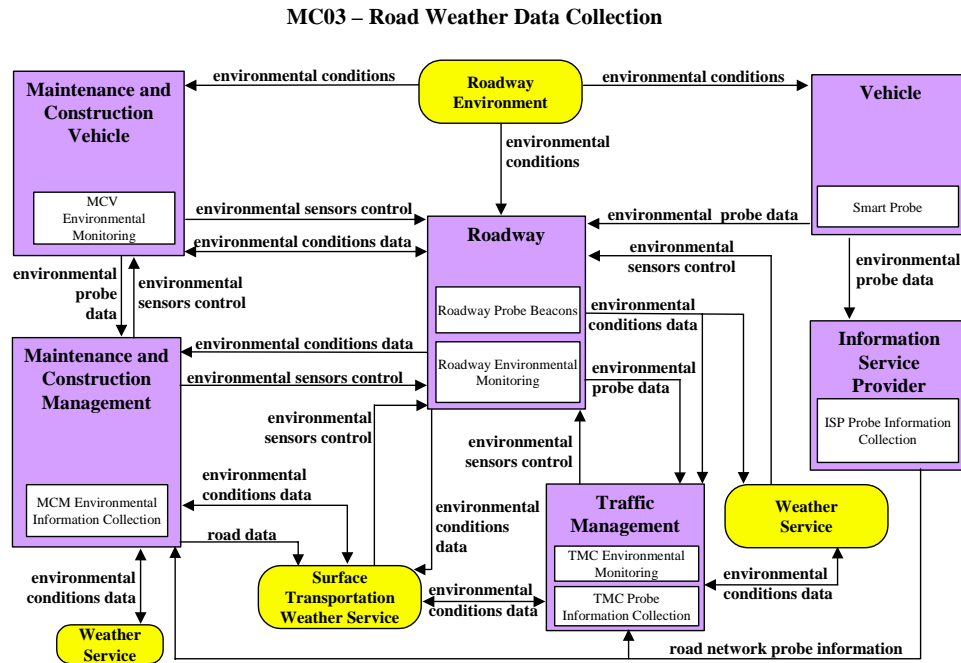 MC03 – Road Weather Data Collection
environmental conditions
Roadway
Environment
environmental conditions
Maintenance and
Construction
Vehicle
Vehicle
environmental
conditions
MCV
Environmental
Monitoring
Smart Probe
environmental sensors control
environmental probe data
Roadway
environmental conditions data
environmental
sensors control
environmental
probe data
environmental
probe
data
environmental
sensors control
Roadway Probe Beacons
environmental
conditions data
Maintenance and
Construction
Management
environmental conditions data
Roadway Environmental
Monitoring
Information
Service
Provider
environmental sensors control
environmental
probe data
ISP Probe Information
Collection
environmental
sensors control
environmental
sensors control
environmental
conditions data
MCM Environmental
Information Collection
environmental
conditions
data
Traffic
Management
Weather
Service
road data
TMC Environmental
Monitoring
environmental
conditions data
Surface
Transportation
Weather Service
environmental
conditions data
environmental
conditions data
TMC Probe
Information Collection
Weather
Service
road network probe information